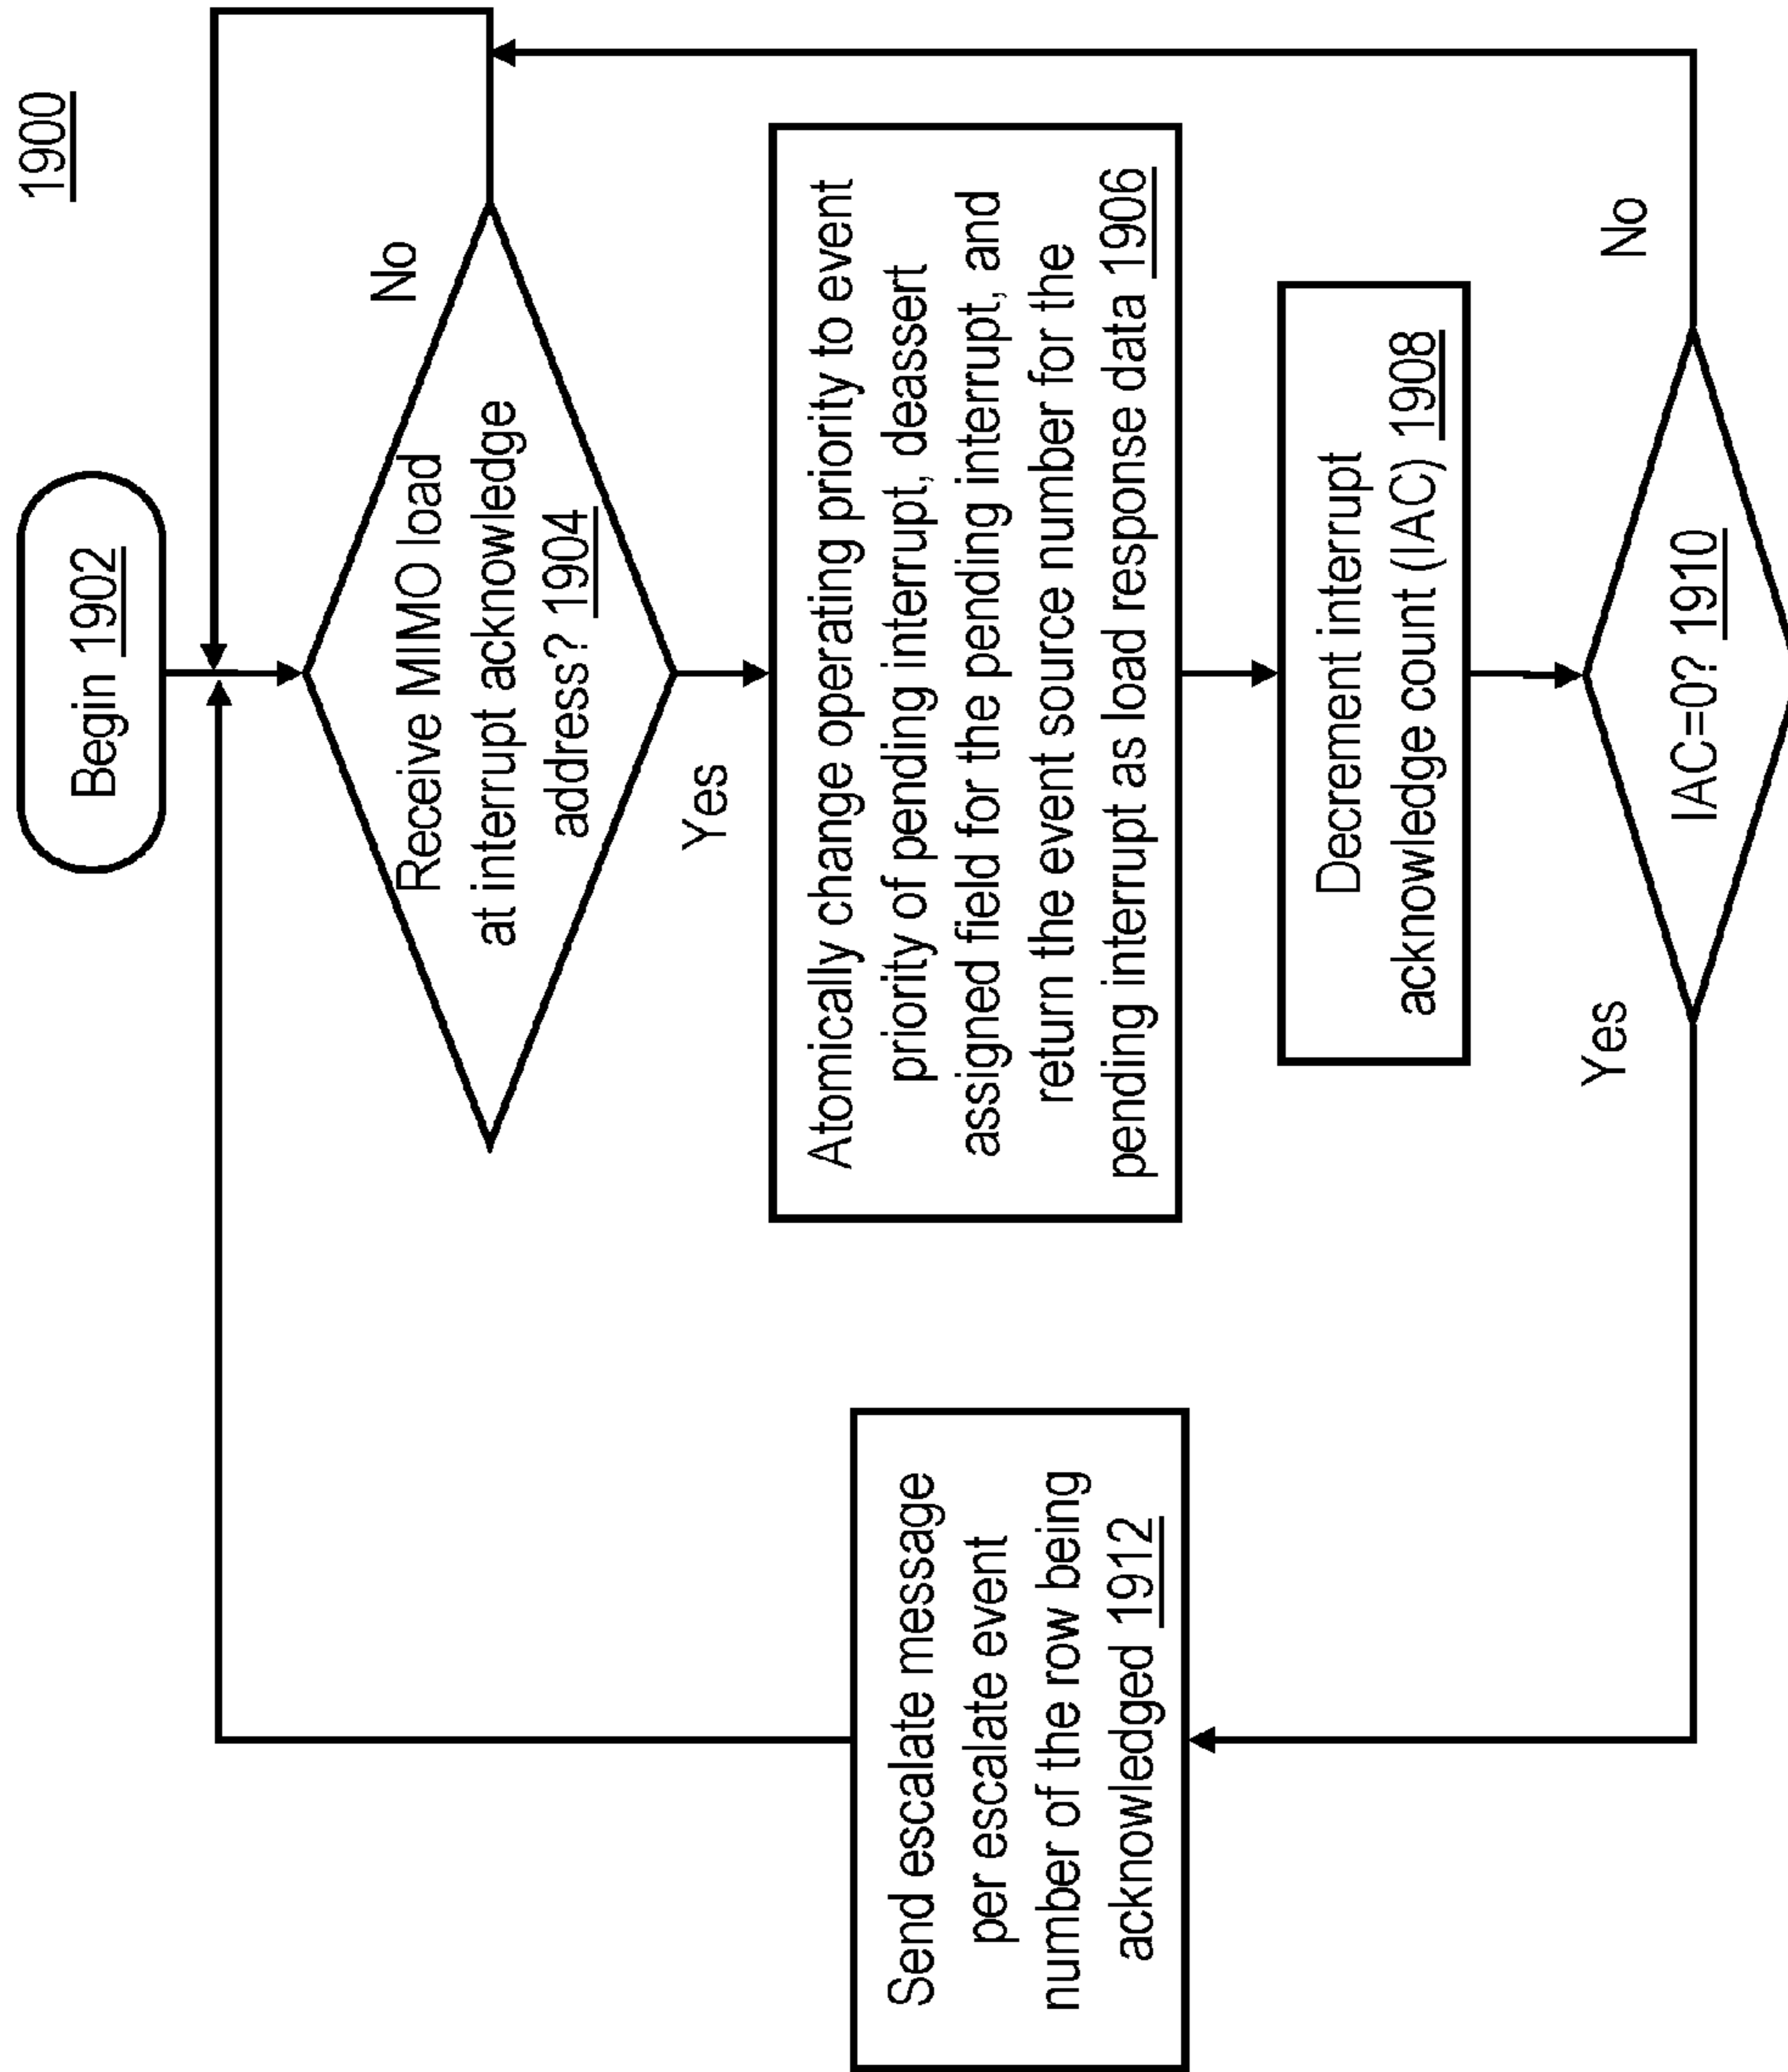 1900
Begin 1902
Receive MIMO load
at interrupt acknowledge
address? 1904
No
Yes
Atomically change operating priority to event
priority of pending interrupt, deassert
assigned field for the pending interrupt, and
return the event source number for the
pending interrupt as load response data 1906
Decrement interrupt
acknowledge count (IAC) 1908
IAC=0? 1910
No
Yes
Send escalate message
per escalate event
number of the row being
acknowledged 1912